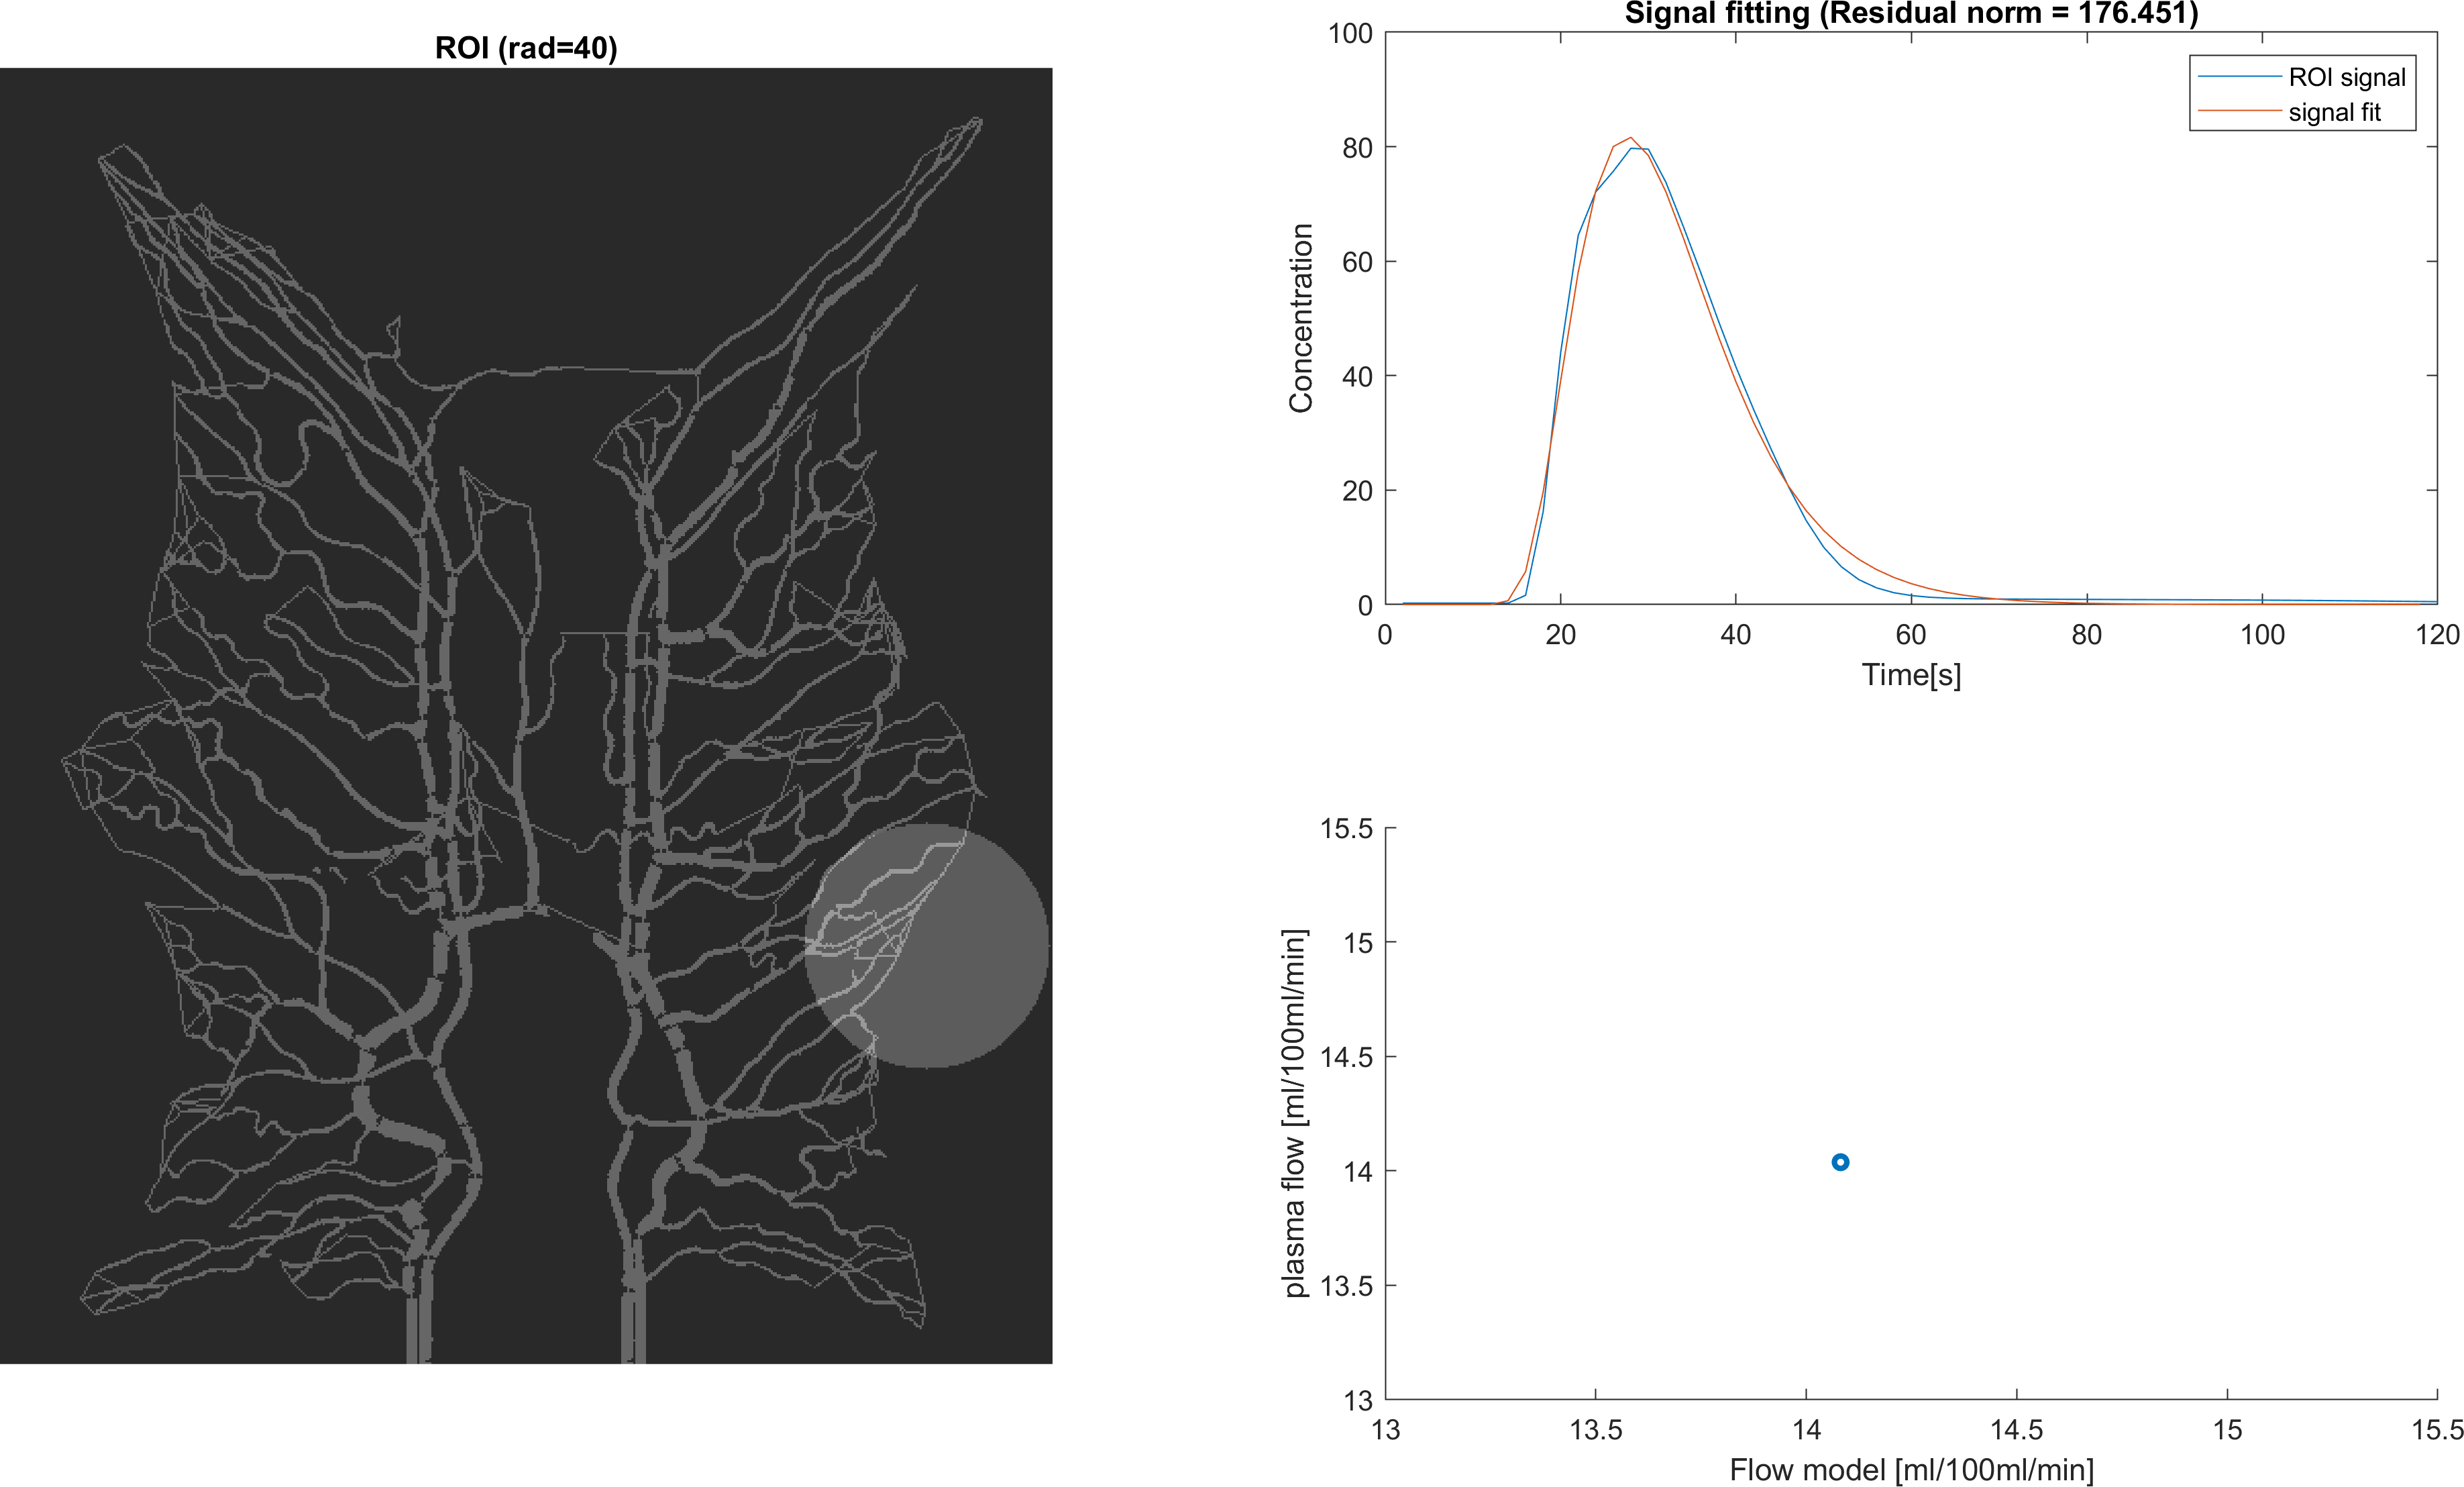 ROI (rad=40)
Signal fitting (Residual norm = 176.451)
100
80
60
40
20
0
Concentration
ROI signal
signal fit
0 20 40 60 80 100 120
Time[s]
15.5
15
14.5
14
13.5
13
plasma flow [ml/100ml/min]
13 13.5 14 14.5 15 15.5
Flow model [ml/100ml/min]